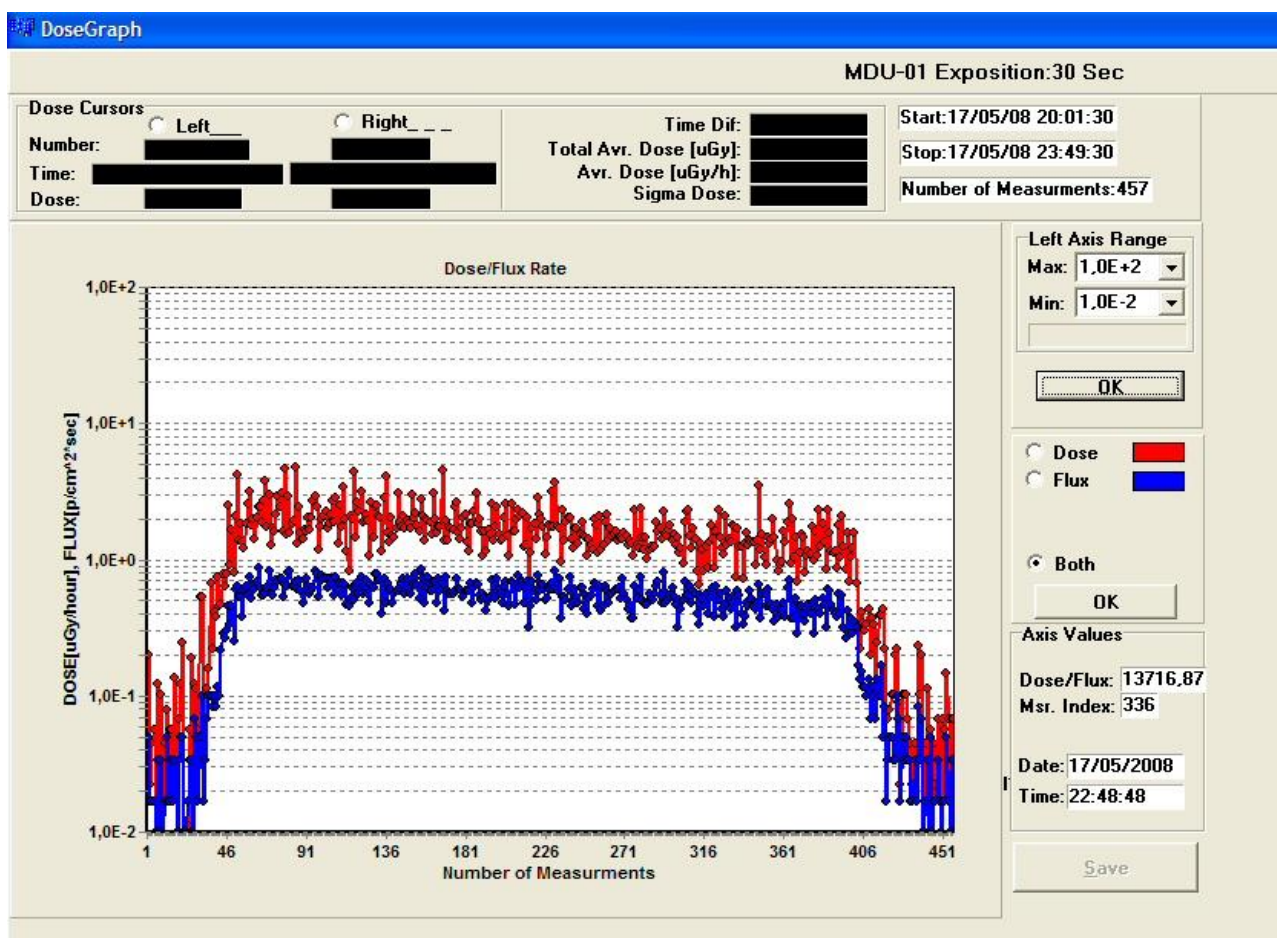 DoseGraph
MDU-01 Exposition:30 Sec
Dose Cursors
Left___
Right_ _ _
Number:
Time:
Dose:
Time Dif:
Total Avr. Dose [uGy]:
Avr. Dose [uGy/h]:
Sigma Dose:
Start:17/05/08 20:01:30
Stop:17/05/08 23:49:30
Number of Measurments:457
Dose/Flux Rate
DOSE[uGy/hour], FLUX[p/cm^2*sec]
1,0E+2
1,0E+1
1,0E+0
1,0E-1
1,0E-2
1 46 91 136 181 226 271 316 361 406 451
Number of Measurments
Left Axis Range
Max: 1,0E+2
Min: 1,0E-2
OK
Dose
Flux
Both
OK
Axis Values
Dose/Flux: 13716,87
Msr. Index: 336
Date: 17/05/2008
Time: 22:48:48
Save